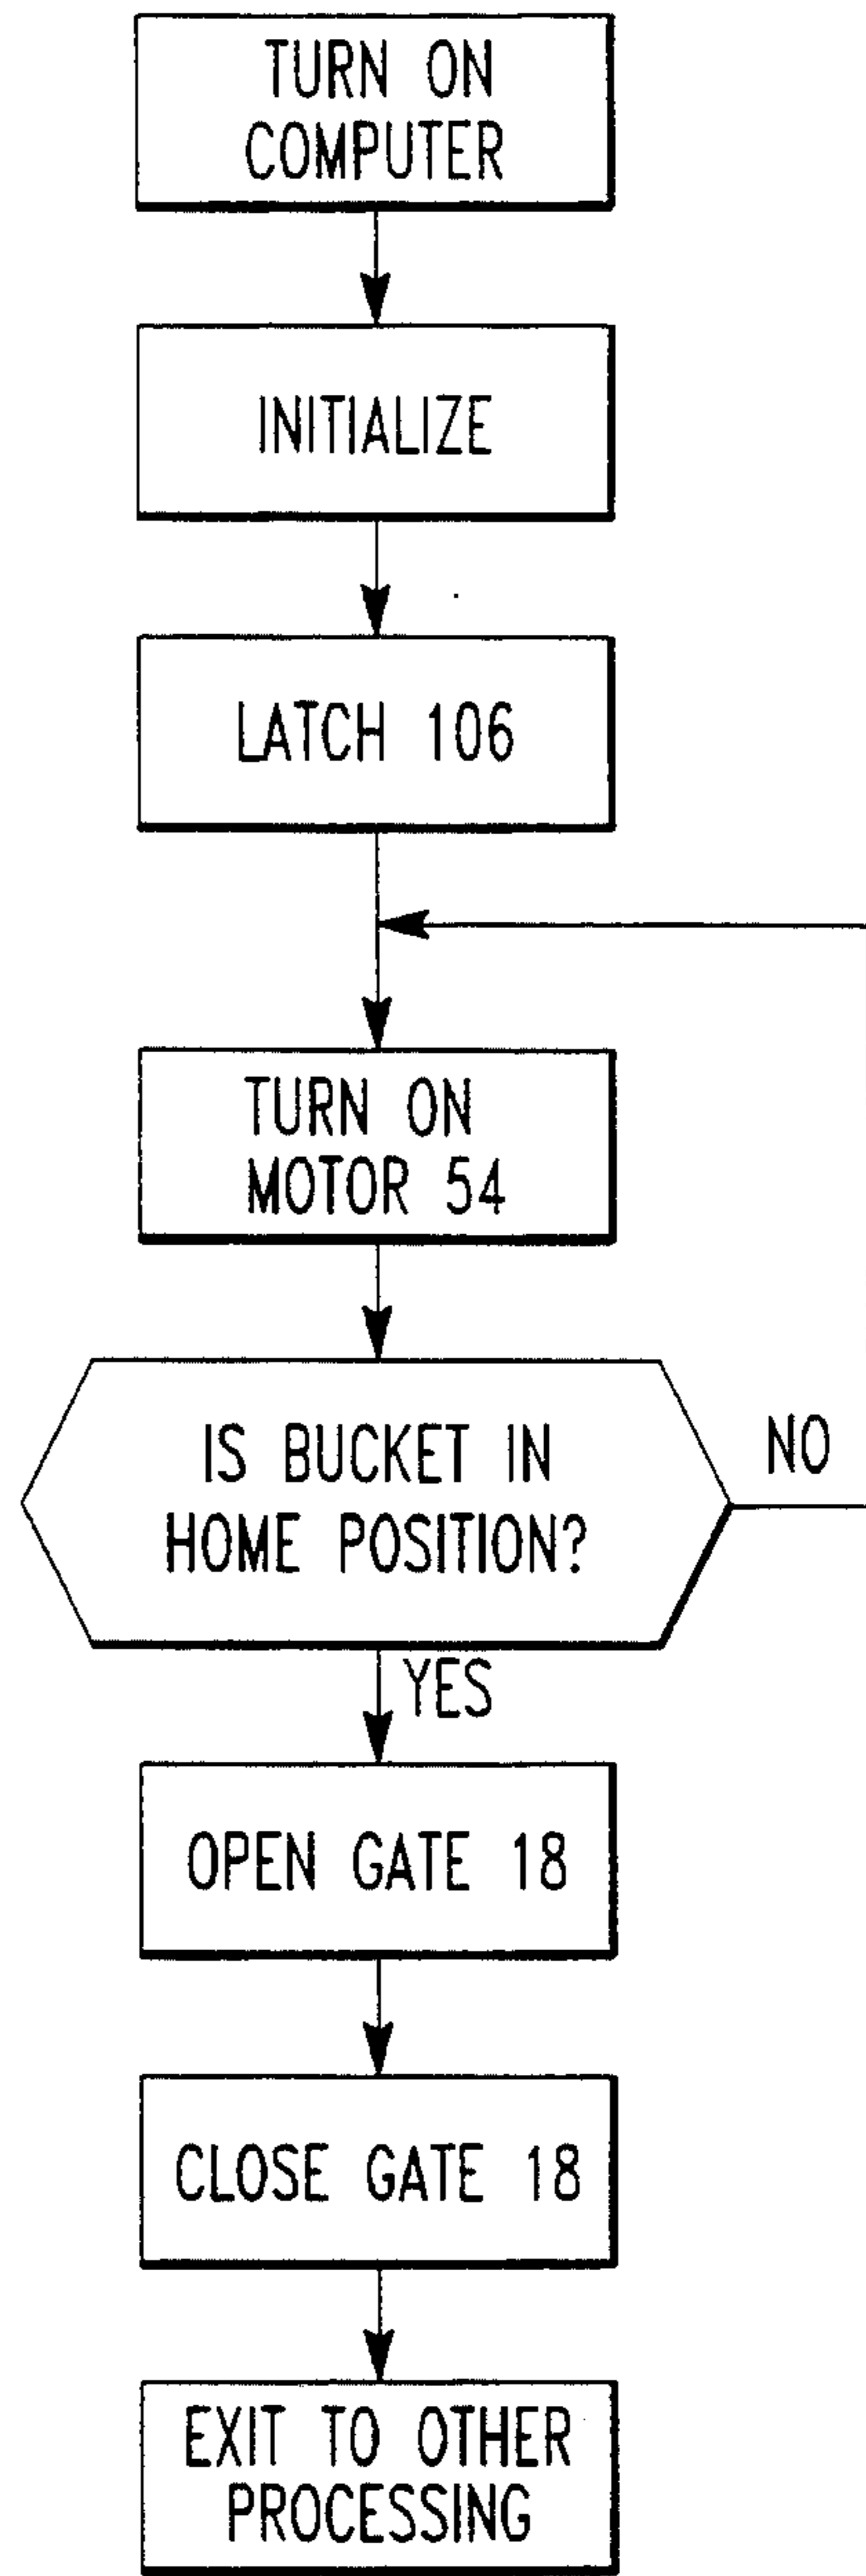 TURN ON
COMPUTER
INITIALIZE
LATCH 106
TURN ON
MOTOR 54
IS BUCKET IN
HOME POSITION?
NO
YES
OPEN GATE 18
CLOSE GATE 18
EXIT TO OTHER
PROCESSING